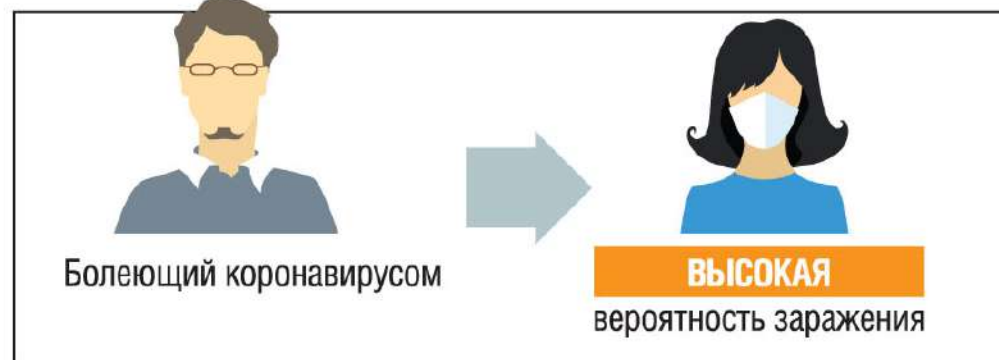 Болеющий коронавирусом
ВЫСОКАЯ
вероятность заражения